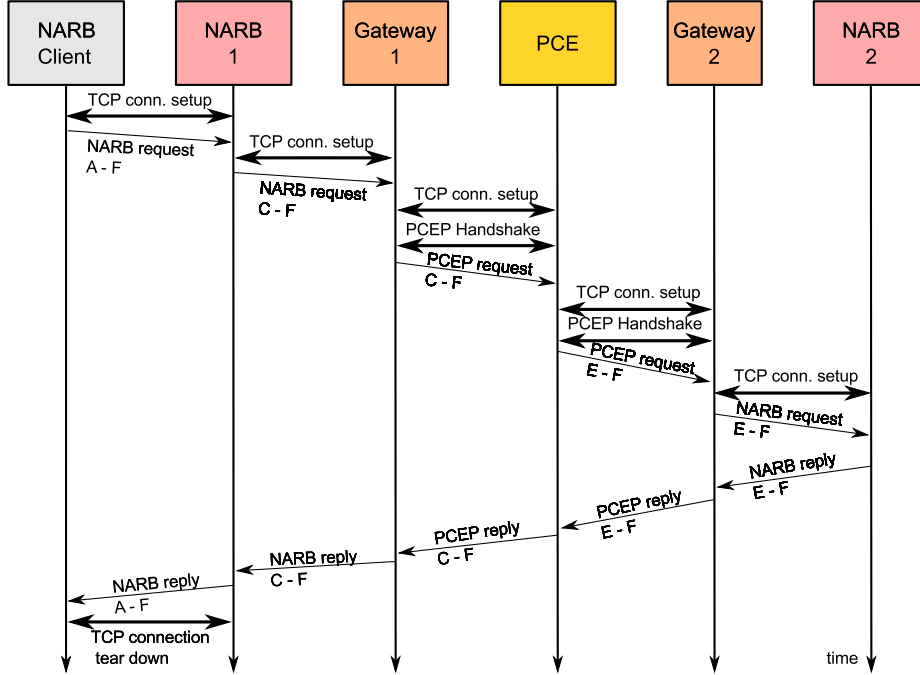 NARB
Client
NARB
1
Gateway
1
PCE
Gateway
2
NARB
2
TCP conn. setup
NARB request
A - F
TCP conn. setup
NARB request
C - F
TCP conn. setup
PCEP Handshake
PCEP request
C - F
TCP conn. setup
PCEP Handshake
PCEP request
E - F
TCP conn. setup
NARB request
E - F
NARB reply
E - F
PCEP reply
E - F
PCEP reply
C - F
NARB reply
C - F
NARB reply
A - F
TCP connection
tear down
time